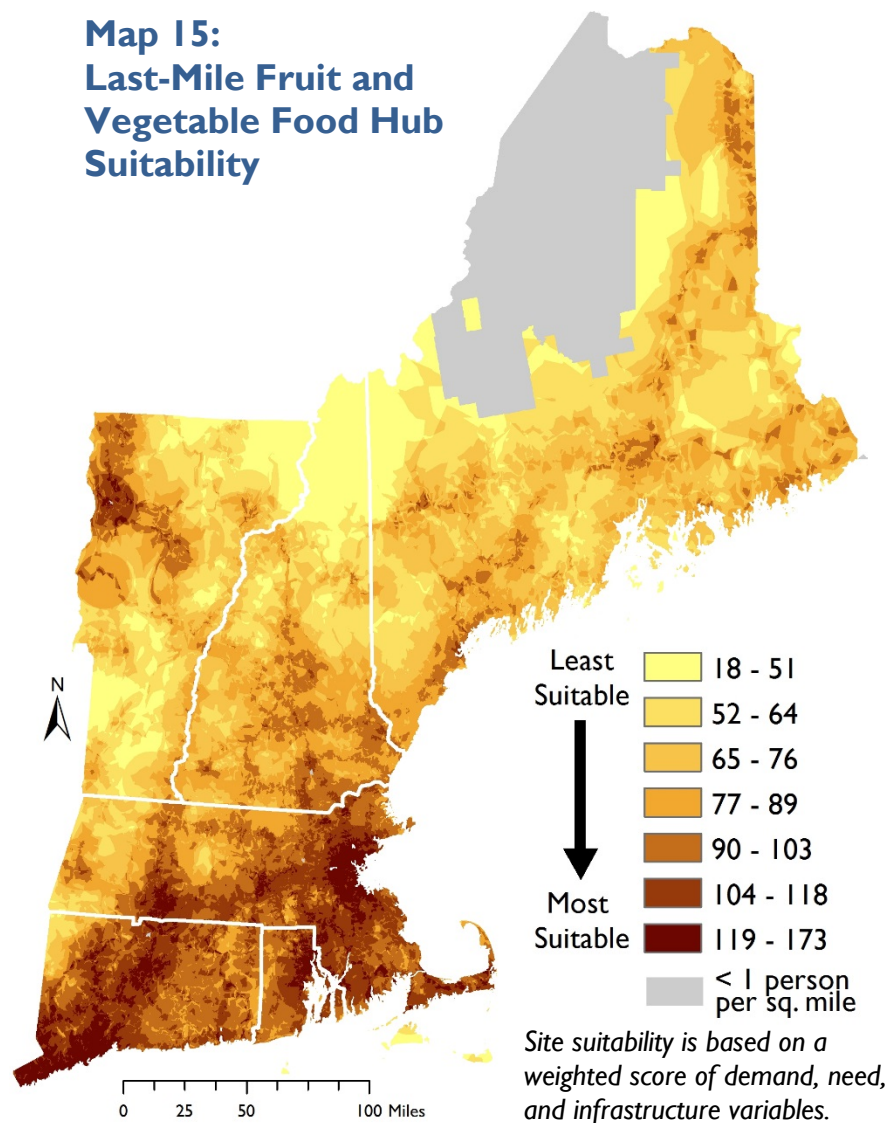 Map 15:
Last-Mile Fruit and
Vegetable Food Hub
Suitability
N
Least
Suitable
Most
Suitable
18 - 51
52 - 64
65 - 76
77 - 89
90 - 103
104 - 118
119 - 173
< 1 person
per sq. mile
Site suitability is based on a
weighted score of demand, need,
and infrastructure variables.
0 25 50 100 Miles